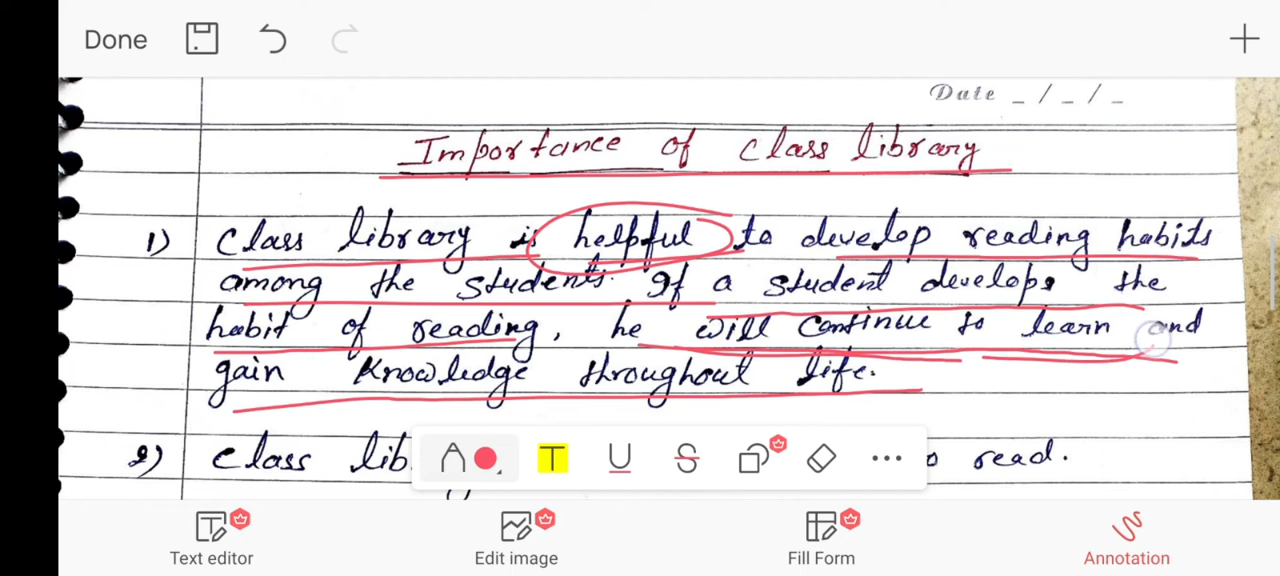 Done
Date _ / _ / _
Importance of class library
1) Class library is helpful to develop reading habits
among the students. If a student develops the
habit of reading, he will continue to learn and
gain knowledge throughout life.
2) Class lib read.
T U S
Text editor Edit image Fill Form Annotation